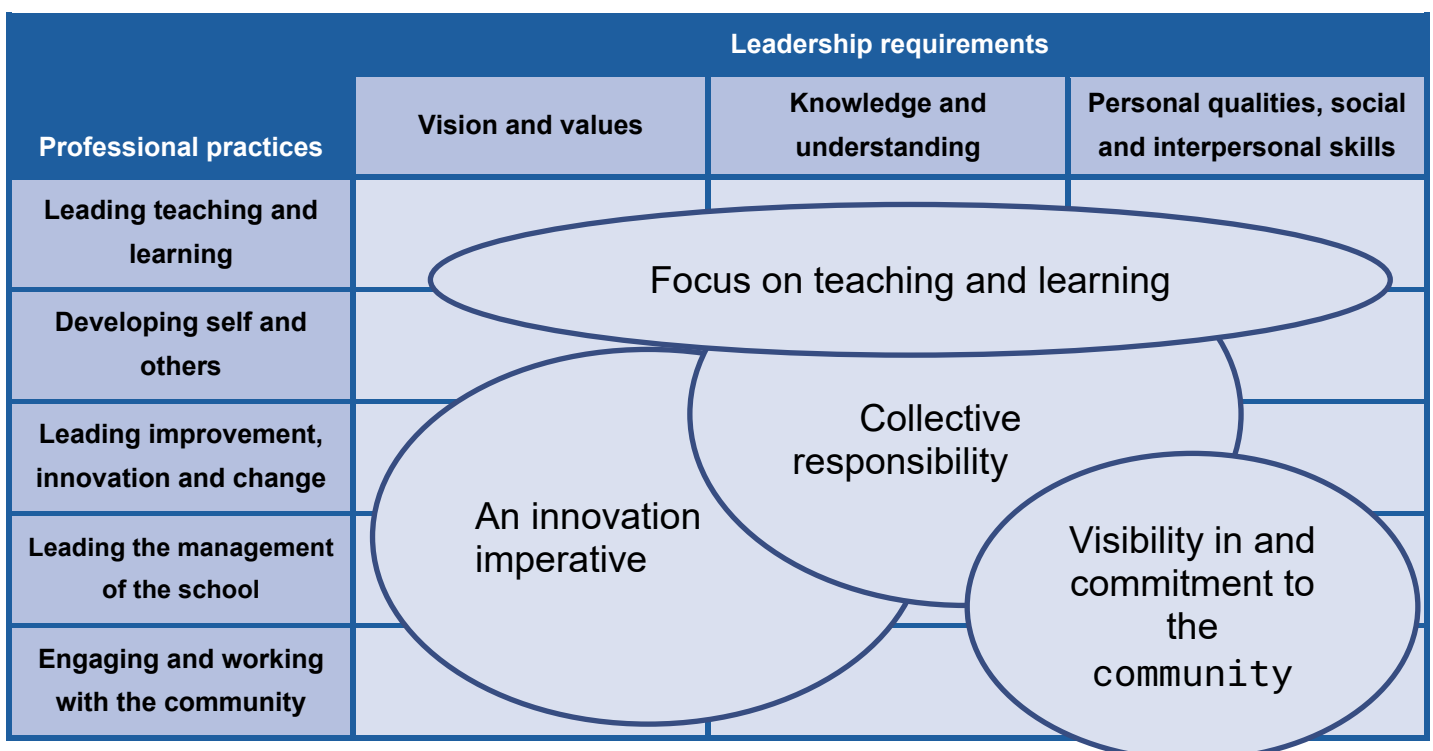 Leadership requirements
Professional practices
Vision and values
Knowledge and
understanding
Personal qualities, social
and interpersonal skills
Leading teaching and
learning
Focus on teaching and learning
Developing self and
others
Leading improvement,
innovation and change
Collective
responsibility
An innovation
imperative
Leading the management
of the school
Visibility in and
commitment to
the
community
Engaging and working
with the community